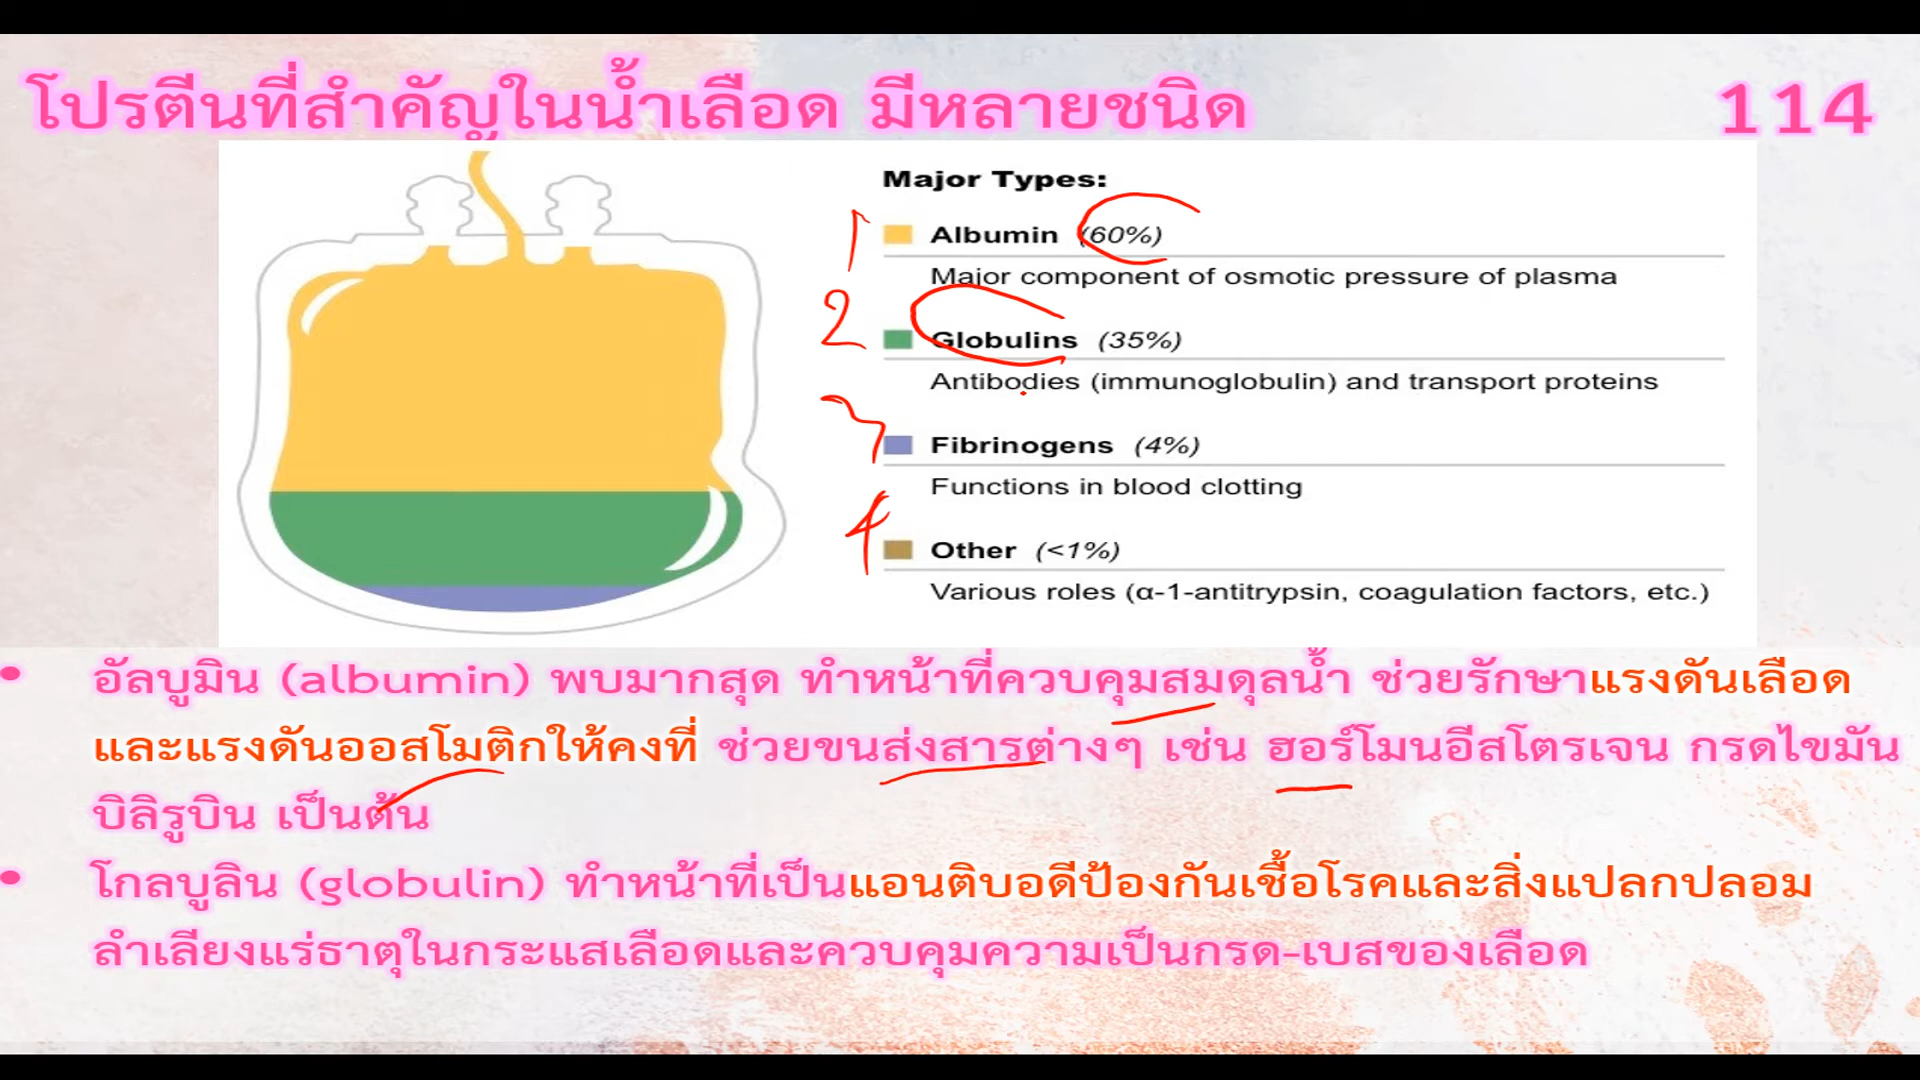 โปรตีนที่สำคัญในน้ำเลือด มีหลายชนิด
114
Major Types:
1
Albumin (60%)
Major component of osmotic pressure of plasma
2
Globulins (35%)
Antibodies (immunoglobulin) and transport proteins
3
Fibrinogens (4%)
Functions in blood clotting
4
Other (<1%)
Various roles (α-1-antitrypsin, coagulation factors, etc.)
• อัลบูมิน (albumin) พบมากสุด ทำหน้าที่ควบคุมสมดุลน้ำ ช่วยรักษาแรงดันเลือด
และแรงดันออสโมติกให้คงที่ ช่วยขนส่งสารต่างๆ เช่น ฮอร์โมนอีสโตรเจน กรดไขมัน
บิลิรูบิน เป็นต้น
• โกลบูลิน (globulin) ทำหน้าที่เป็นแอนติบอดีป้องกันเชื้อโรคและสิ่งแปลกปลอม
ลำเลียงแร่ธาตุในกระแสเลือดและควบคุมความเป็นกรด-เบสของเลือด